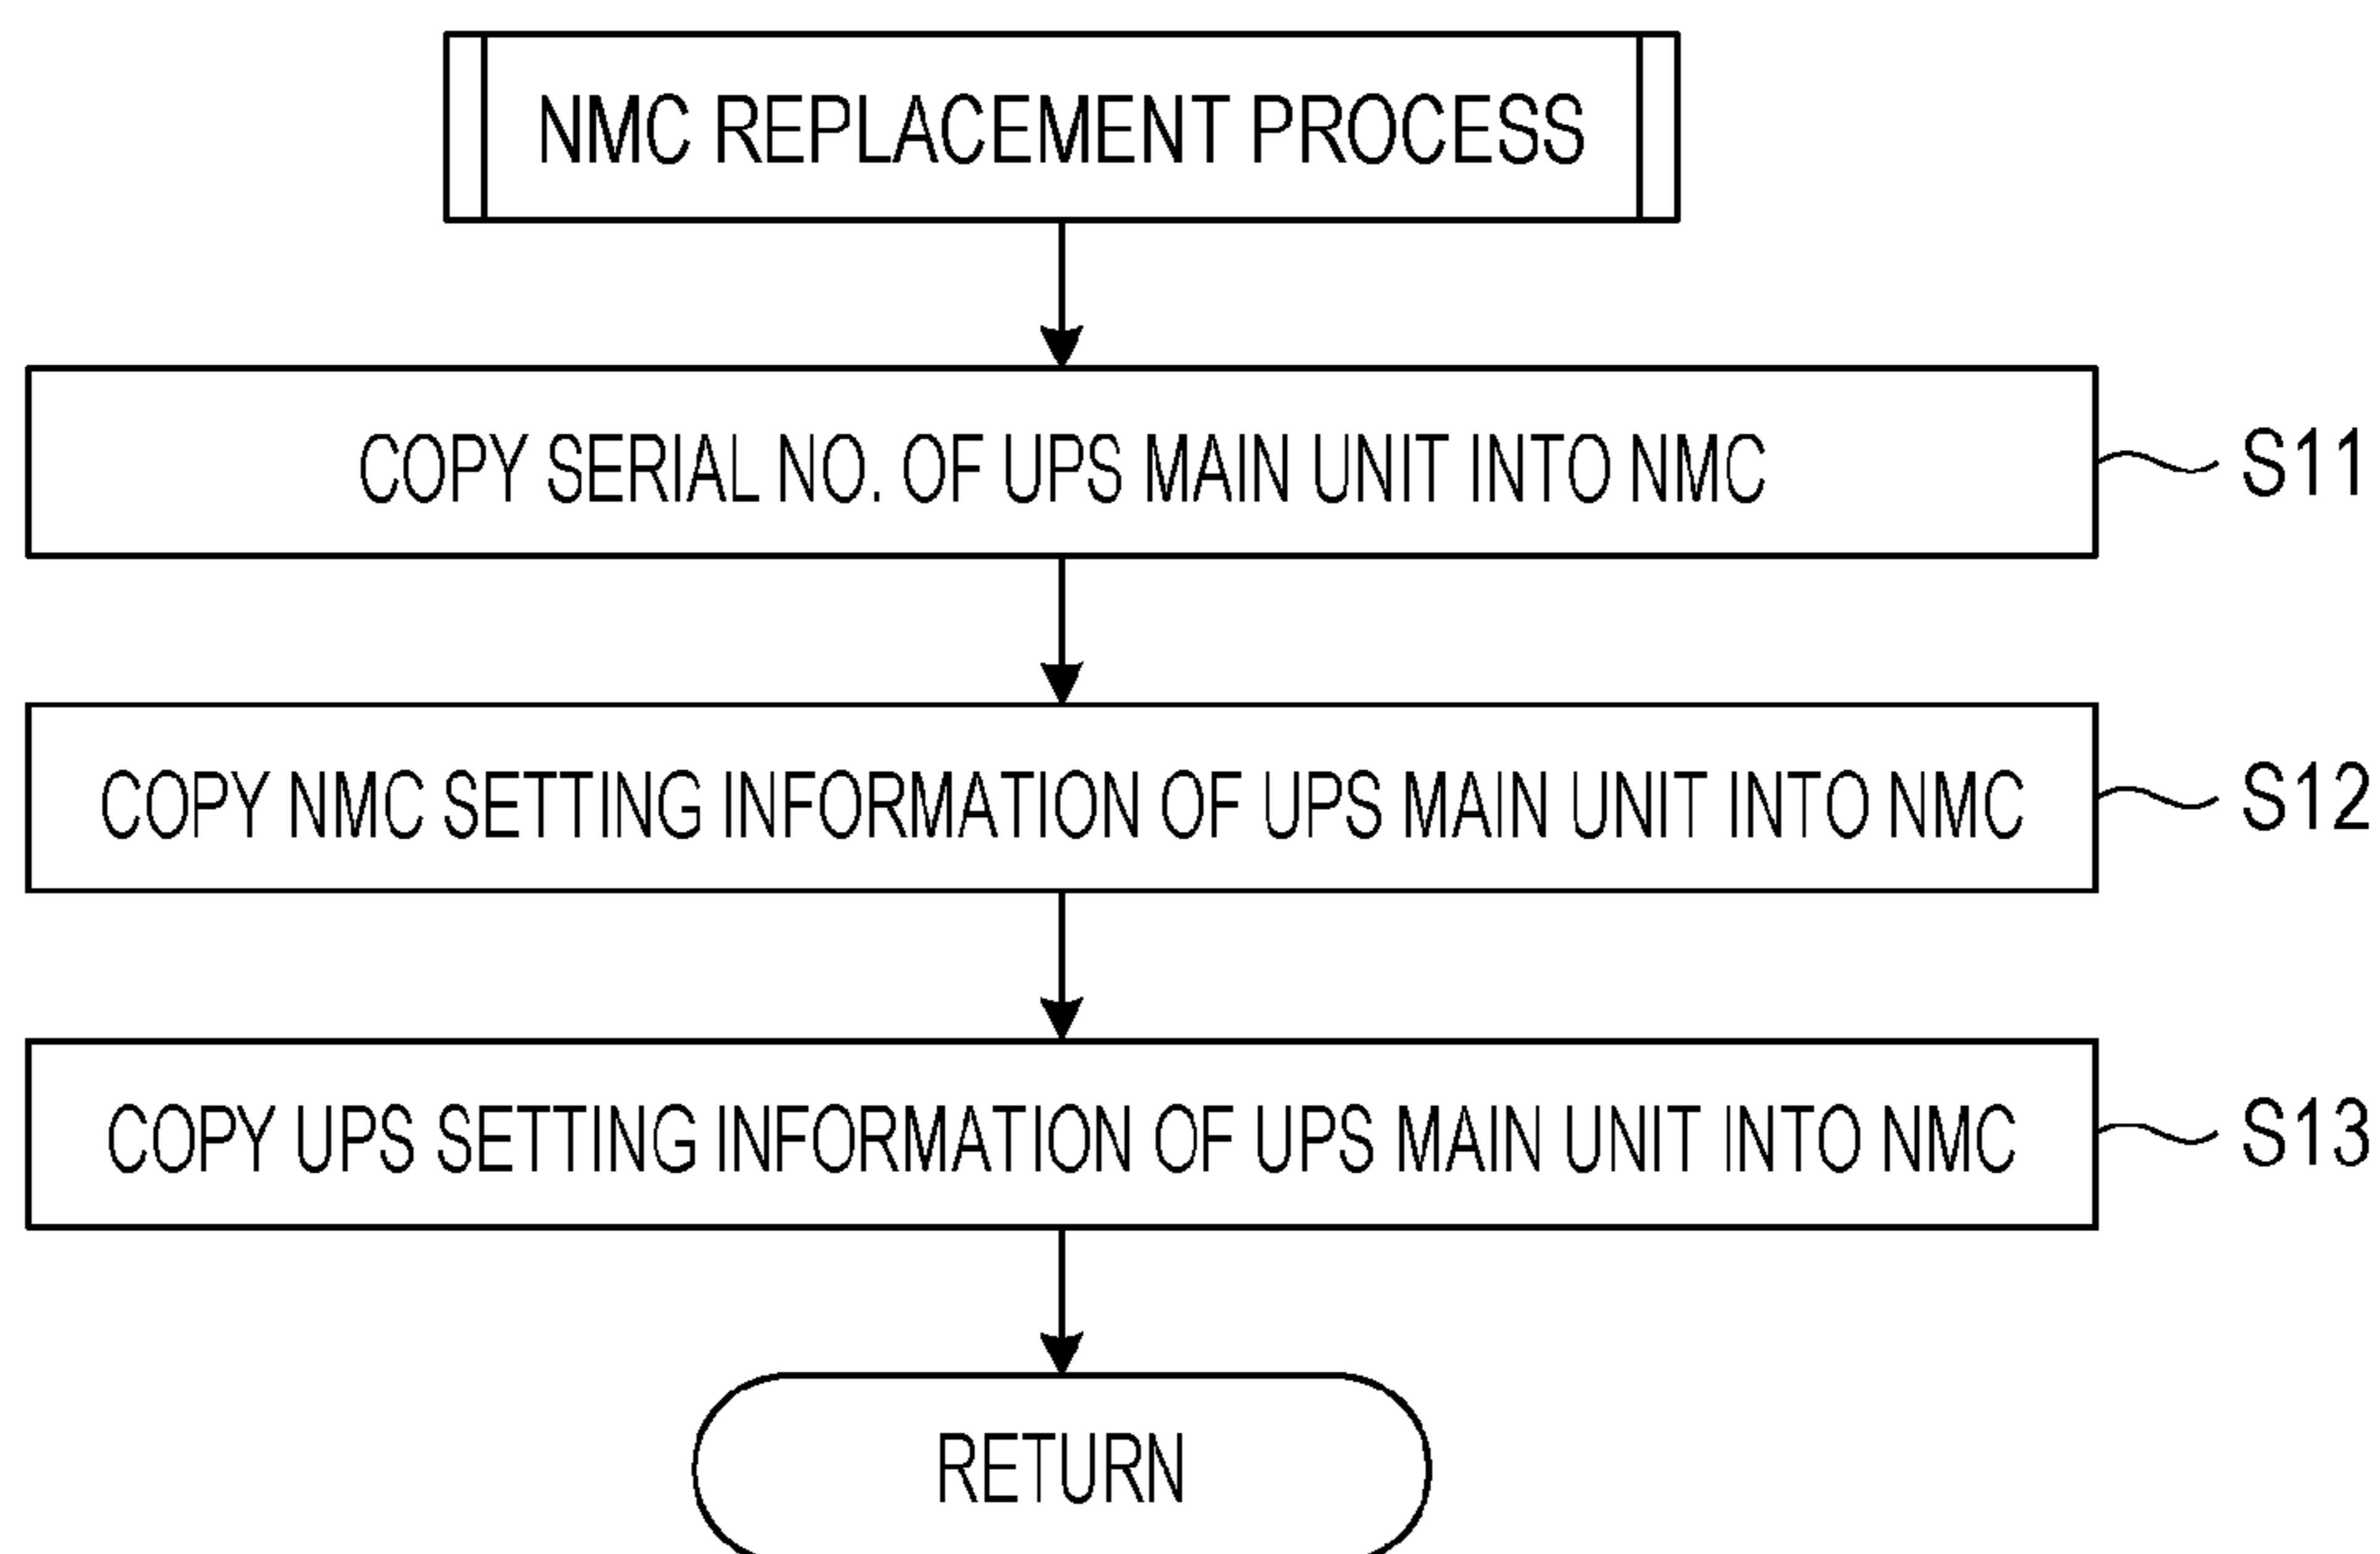 NMC REPLACEMENT PROCESS
COPY SERIAL NO. OF UPS MAIN UNIT INTO NMC
S11
COPY NMC SETTING INFORMATION OF UPS MAIN UNIT INTO NMC
S12
COPY UPS SETTING INFORMATION OF UPS MAIN UNIT INTO NMC
S13
RETURN